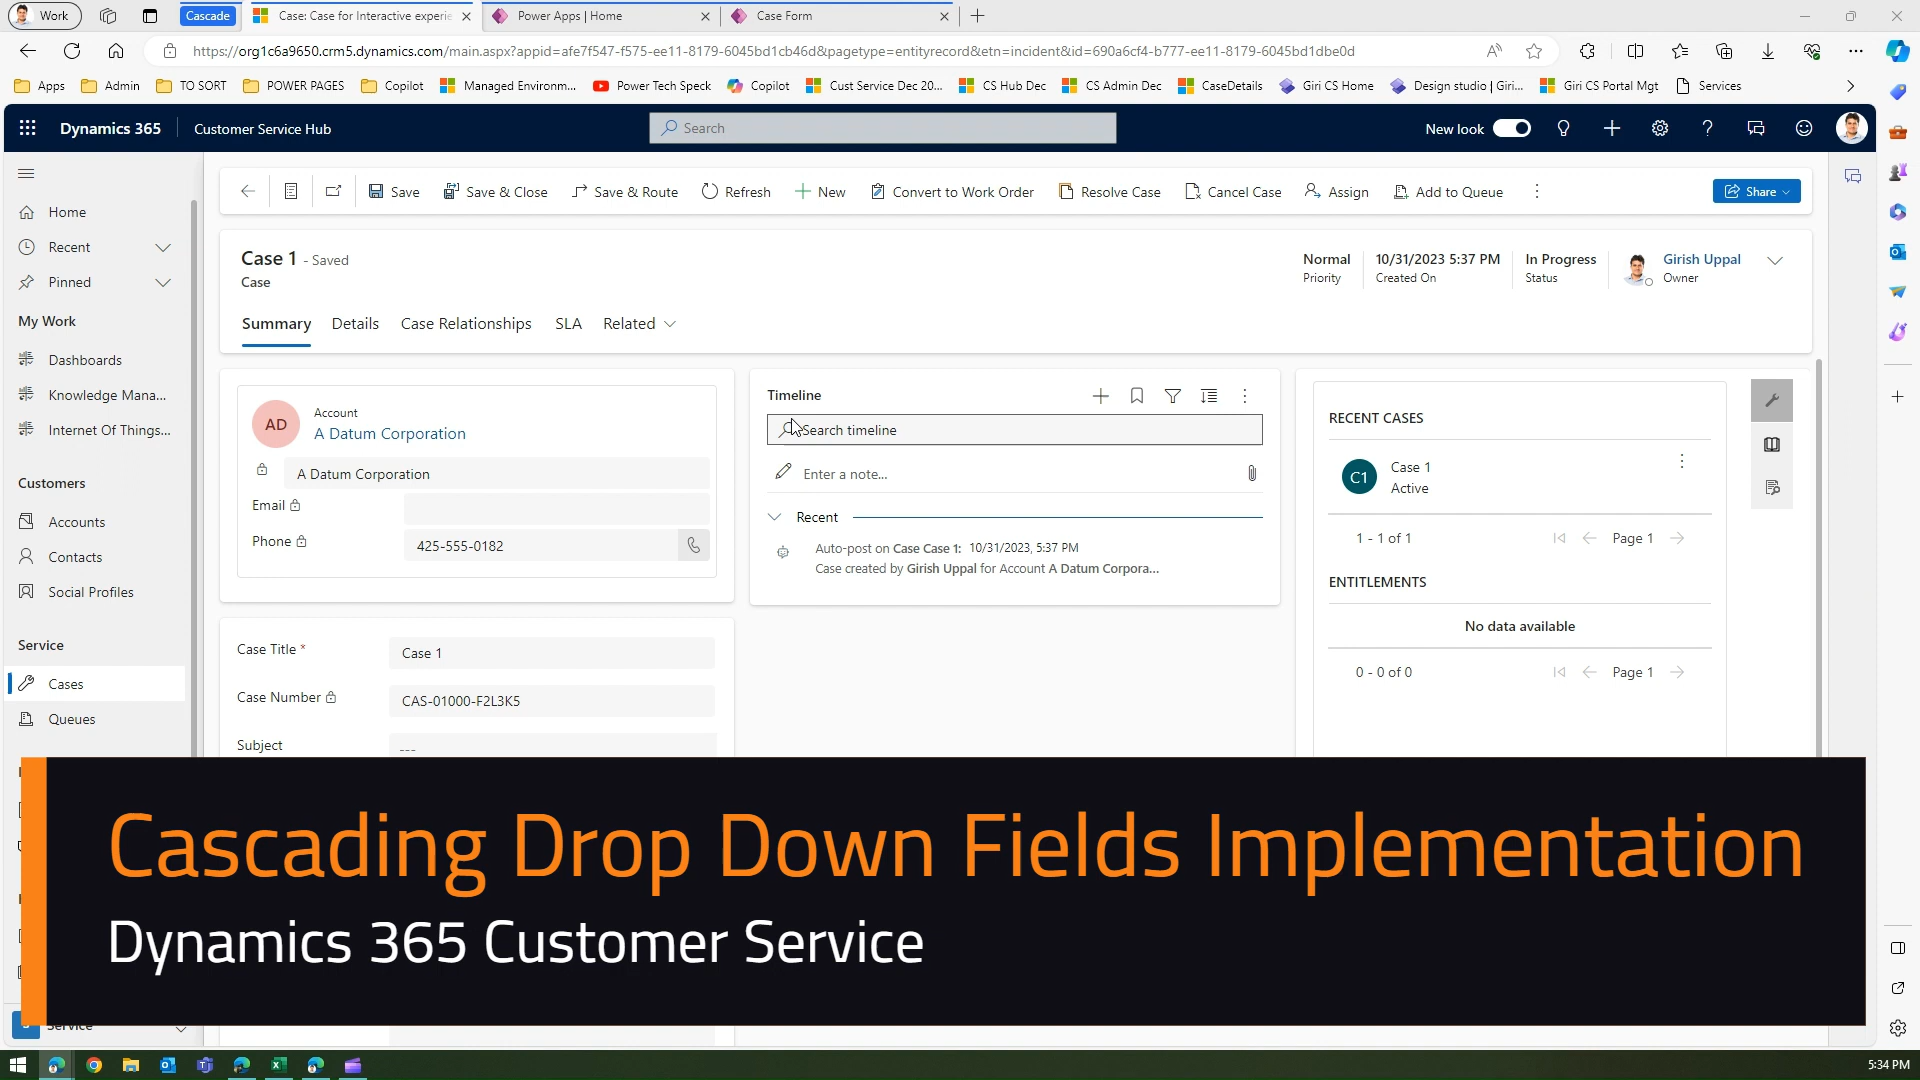 Work
Cascade
Case: Case for Interactive experie
Power Apps | Home
Case Form
https://org1c6a9650.crm5.dynamics.com/main.aspx?appid=afe7f547-f575-ee11-8179-6045bd1cb46d&pagetype=entityrecord&etn=incident&id=690a6cf4-b777-ee11-8179-6045bd1dbe0d
Apps
Admin
TO SORT
POWER PAGES
Copilot
Managed Environm...
Power Tech Speck
Copilot
Cust Service Dec 20...
CS Hub Dec
CS Admin Dec
CaseDetails
Giri CS Home
Design studio | Giri...
Giri CS Portal Mgt
Services
Dynamics 365
Customer Service Hub
Search
New look
Save
Save & Close
Save & Route
Refresh
New
Convert to Work Order
Resolve Case
Cancel Case
Assign
Add to Queue
Share
Home
Recent
Pinned
My Work
Dashboards
Knowledge Mana...
Internet Of Things...
Customers
Accounts
Contacts
Social Profiles
Service
Cases
Queues
Case 1 - Saved
Case
Normal
Priority
10/31/2023 5:37 PM
Created On
In Progress
Status
Girish Uppal
Owner
Summary
Details
Case Relationships
SLA
Related
AD
Account
A Datum Corporation
A Datum Corporation
Email
Phone
425-555-0182
Case Title *
Case 1
Case Number
CAS-01000-F2L3K5
Subject
---
Timeline
Search timeline
Enter a note...
Recent
Auto-post on Case Case 1: 10/31/2023, 5:37 PM
Case created by Girish Uppal for Account A Datum Corpora...
RECENT CASES
C1
Case 1
Active
1 - 1 of 1
Page 1
ENTITLEMENTS
No data available
0 - 0 of 0
Page 1
Cascading Drop Down Fields Implementation
Dynamics 365 Customer Service
Service
5:34 PM